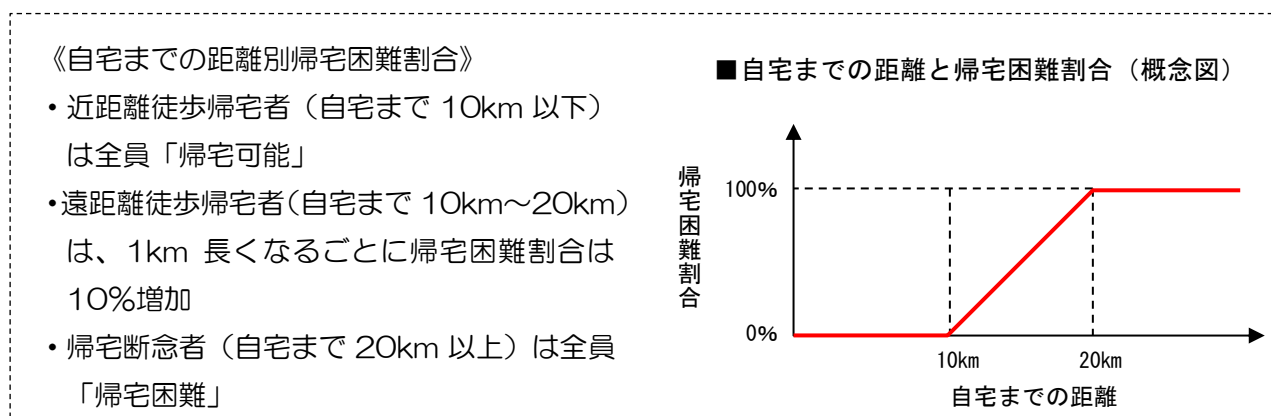 《自宅までの距離別帰宅困難割合》
・近距離徒歩帰宅者（自宅まで 10km 以下）
は全員「帰宅可能」
・遠距離徒歩帰宅者（自宅まで 10km～20km）
は、1km 長くなるごとに帰宅困難割合は
10％増加
・帰宅断念者（自宅まで 20km 以上）は全員
「帰宅困難」
■自宅までの距離と帰宅困難割合（概念図）
帰宅困難割合
100%
0%
10km
20km
自宅までの距離